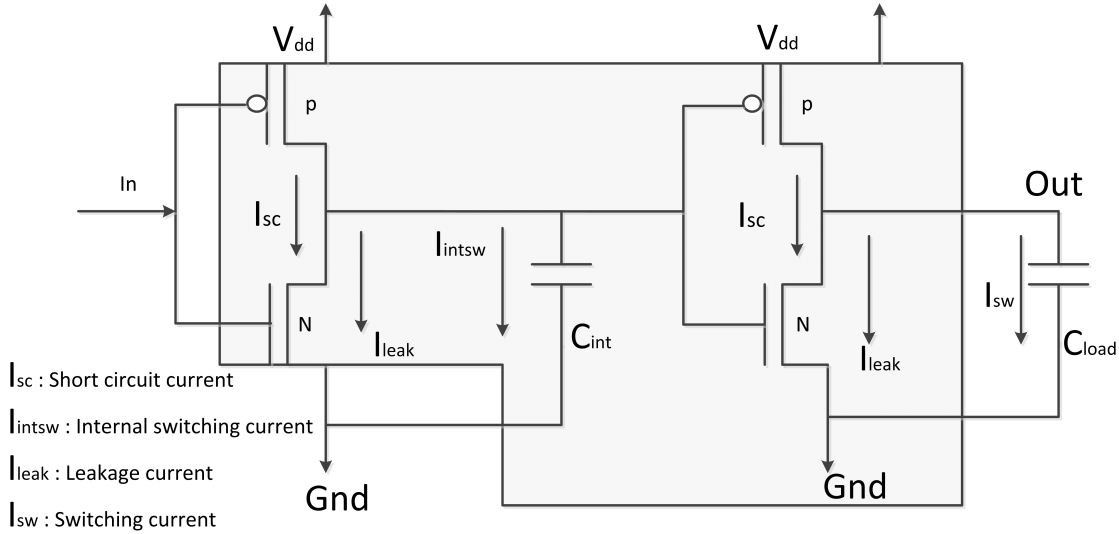 Vdd
Vdd
p
p
In
Out
Isc
Isc
Iintsw
Isw
N
N
Cint
Cload
Ileak
Ileak
Isc : Short circuit current
Iintsw : Internal switching current
Ileak : Leakage current
Isw : Switching current
Gnd
Gnd